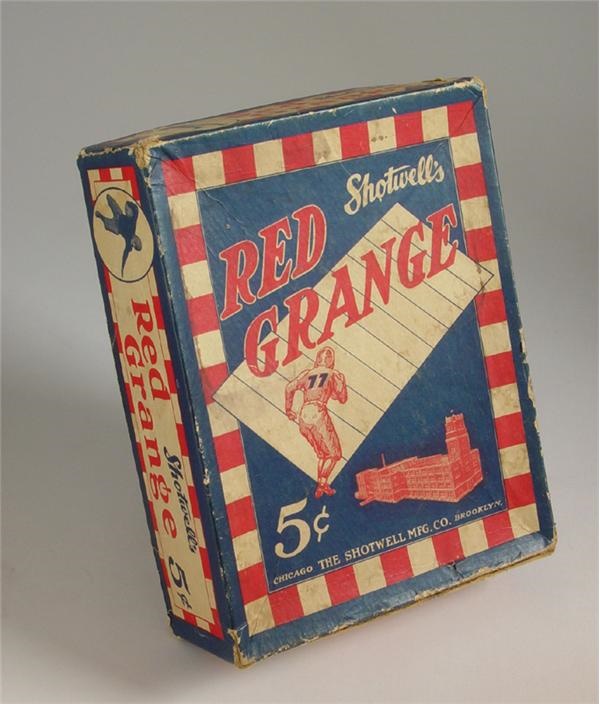 Shotwell's
RED
GRANGE
77
5¢
CHICAGO THE SHOTWELL MFG. CO. BROOKLYN.
Red Grange Shotwell's 5¢